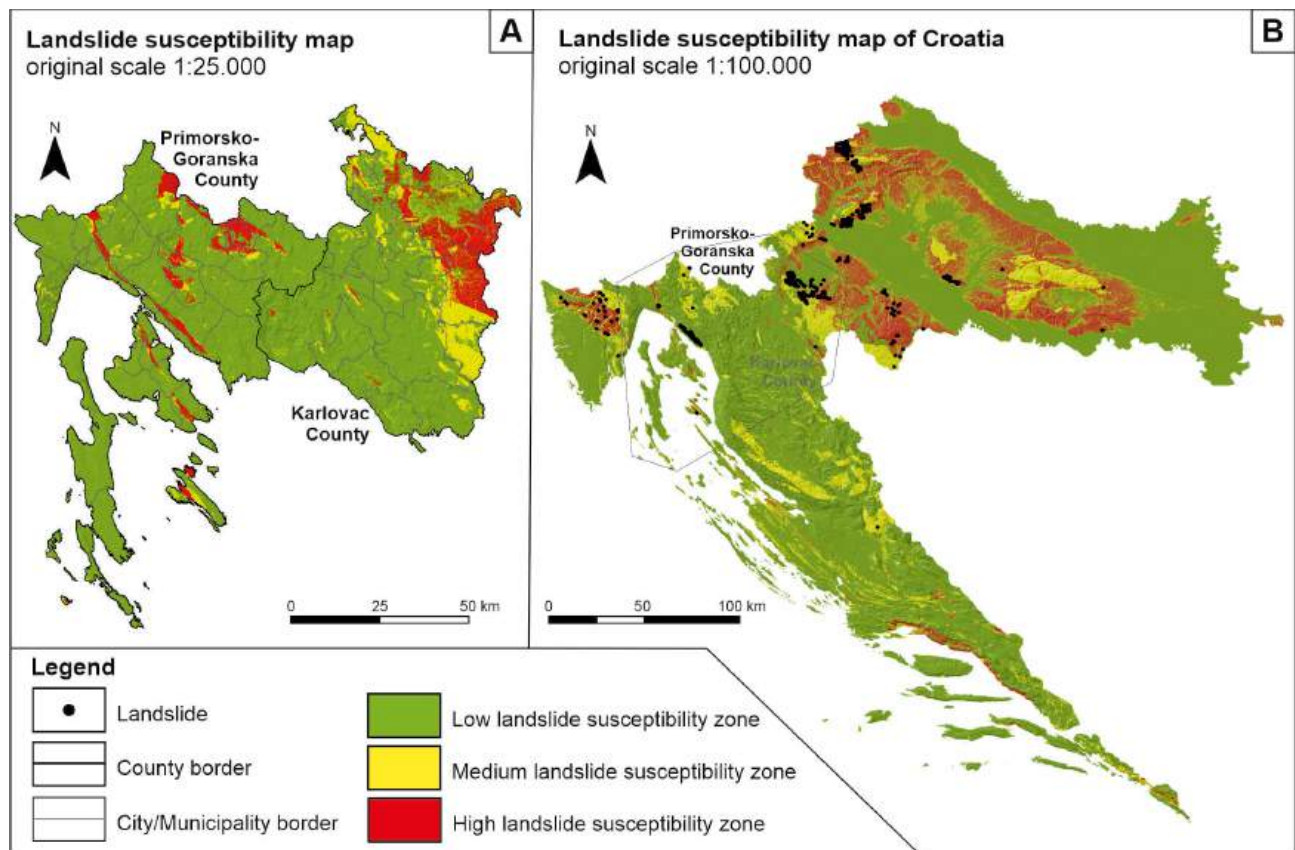 Landslide susceptibility map
original scale 1:25.000
A
N
Primorsko-
Goranska
County
Karlovac
County
0 25 50 km
Landslide susceptibility map of Croatia
original scale 1:100.000
B
N
Primorsko-
Goranska
County
Karlovac
County
0 50 100 km
Legend
Landslide
County border
City/Municipality border
Low landslide susceptibility zone
Medium landslide susceptibility zone
High landslide susceptibility zone